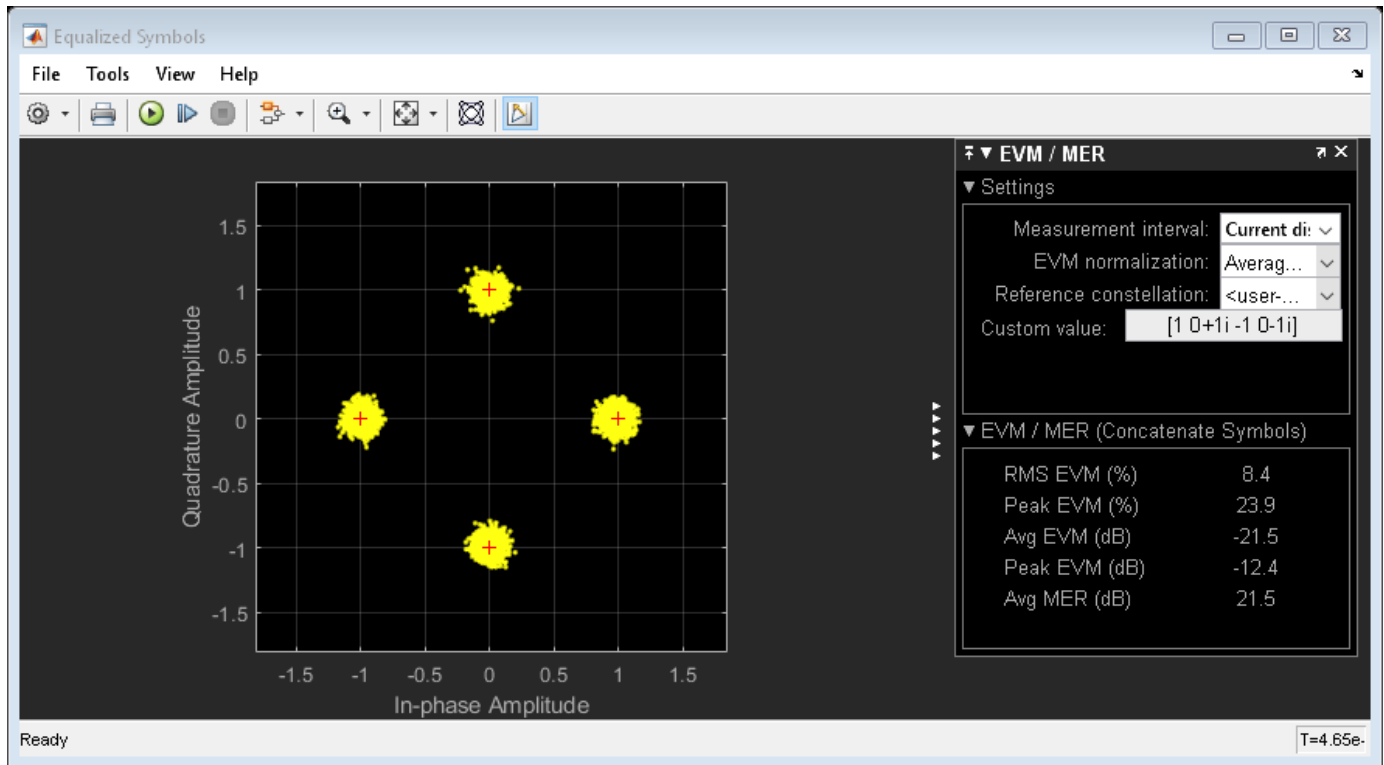 Equalized Symbols
File Tools View Help
EVM / MER
Settings
Measurement interval: Current di:
EVM normalization: Averag...
Reference constellation: <user-...
Custom value: [1 0+1i -1 0-1i]
EVM / MER (Concatenate Symbols)
RMS EVM (%) 8.4
Peak EVM (%) 23.9
Avg EVM (dB) -21.5
Peak EVM (dB) -12.4
Avg MER (dB) 21.5
Quadrature Amplitude
1.5
1
0.5
0
-0.5
-1
-1.5
-1.5 -1 -0.5 0 0.5 1 1.5
In-phase Amplitude
Ready T=4.65e-